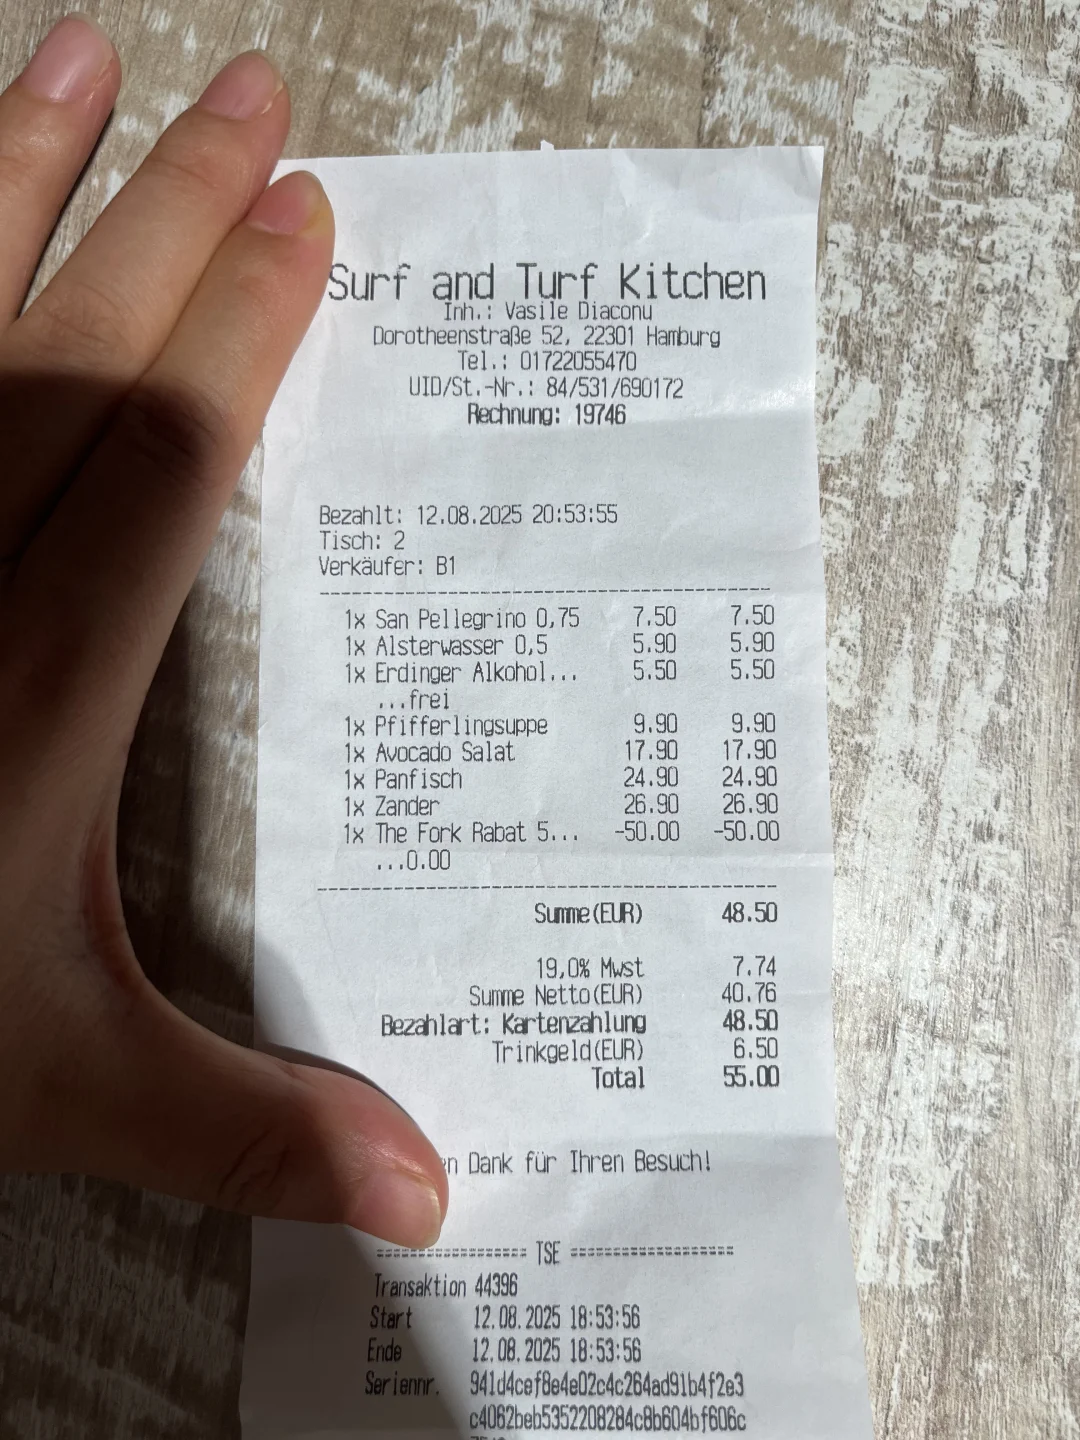 Surf and Turf Kitchen
Inh.: Vasile Diaconu
Dorotheenstraße 52, 22301 Hamburg
Tel.: 01722055470
UID/St.-Nr.: 84/531/690172
Rechnung: 19746
Bezahlt: 12.08.2025 20:53:55
Tisch: 2
Verkäufer: B1
1x San Pellegrino 0,75 7.50 7.50
1x Alsterwasser 0,5 5.90 5.90
1x Erdinger Alkohol... 5.50 5.50
...frei
1x Pfifferlingsuppe 9.90 9.90
1x Avocado Salat 17.90 17.90
1x Panfisch 24.90 24.90
1x Zander 26.90 26.90
1x The Fork Rabat 5... -50.00 -50.00
...0.00
Summe(EUR) 48.50
19,0% Mwst 7.74
Summe Netto(EUR) 40.76
Bezahlart: Kartenzahlung 48.50
Trinkgeld(EUR) 6.50
Total 55.00
Dank für Ihren Besuch!
================ TSE =================
Transaktion 44396
Start 12.08.2025 18:53:56
Ende 12.08.2025 18:53:56
Seriennr. 941d4cef8e4e02c4c264ad91b4f2e3
c4062beb5352208284c8b604bf606c